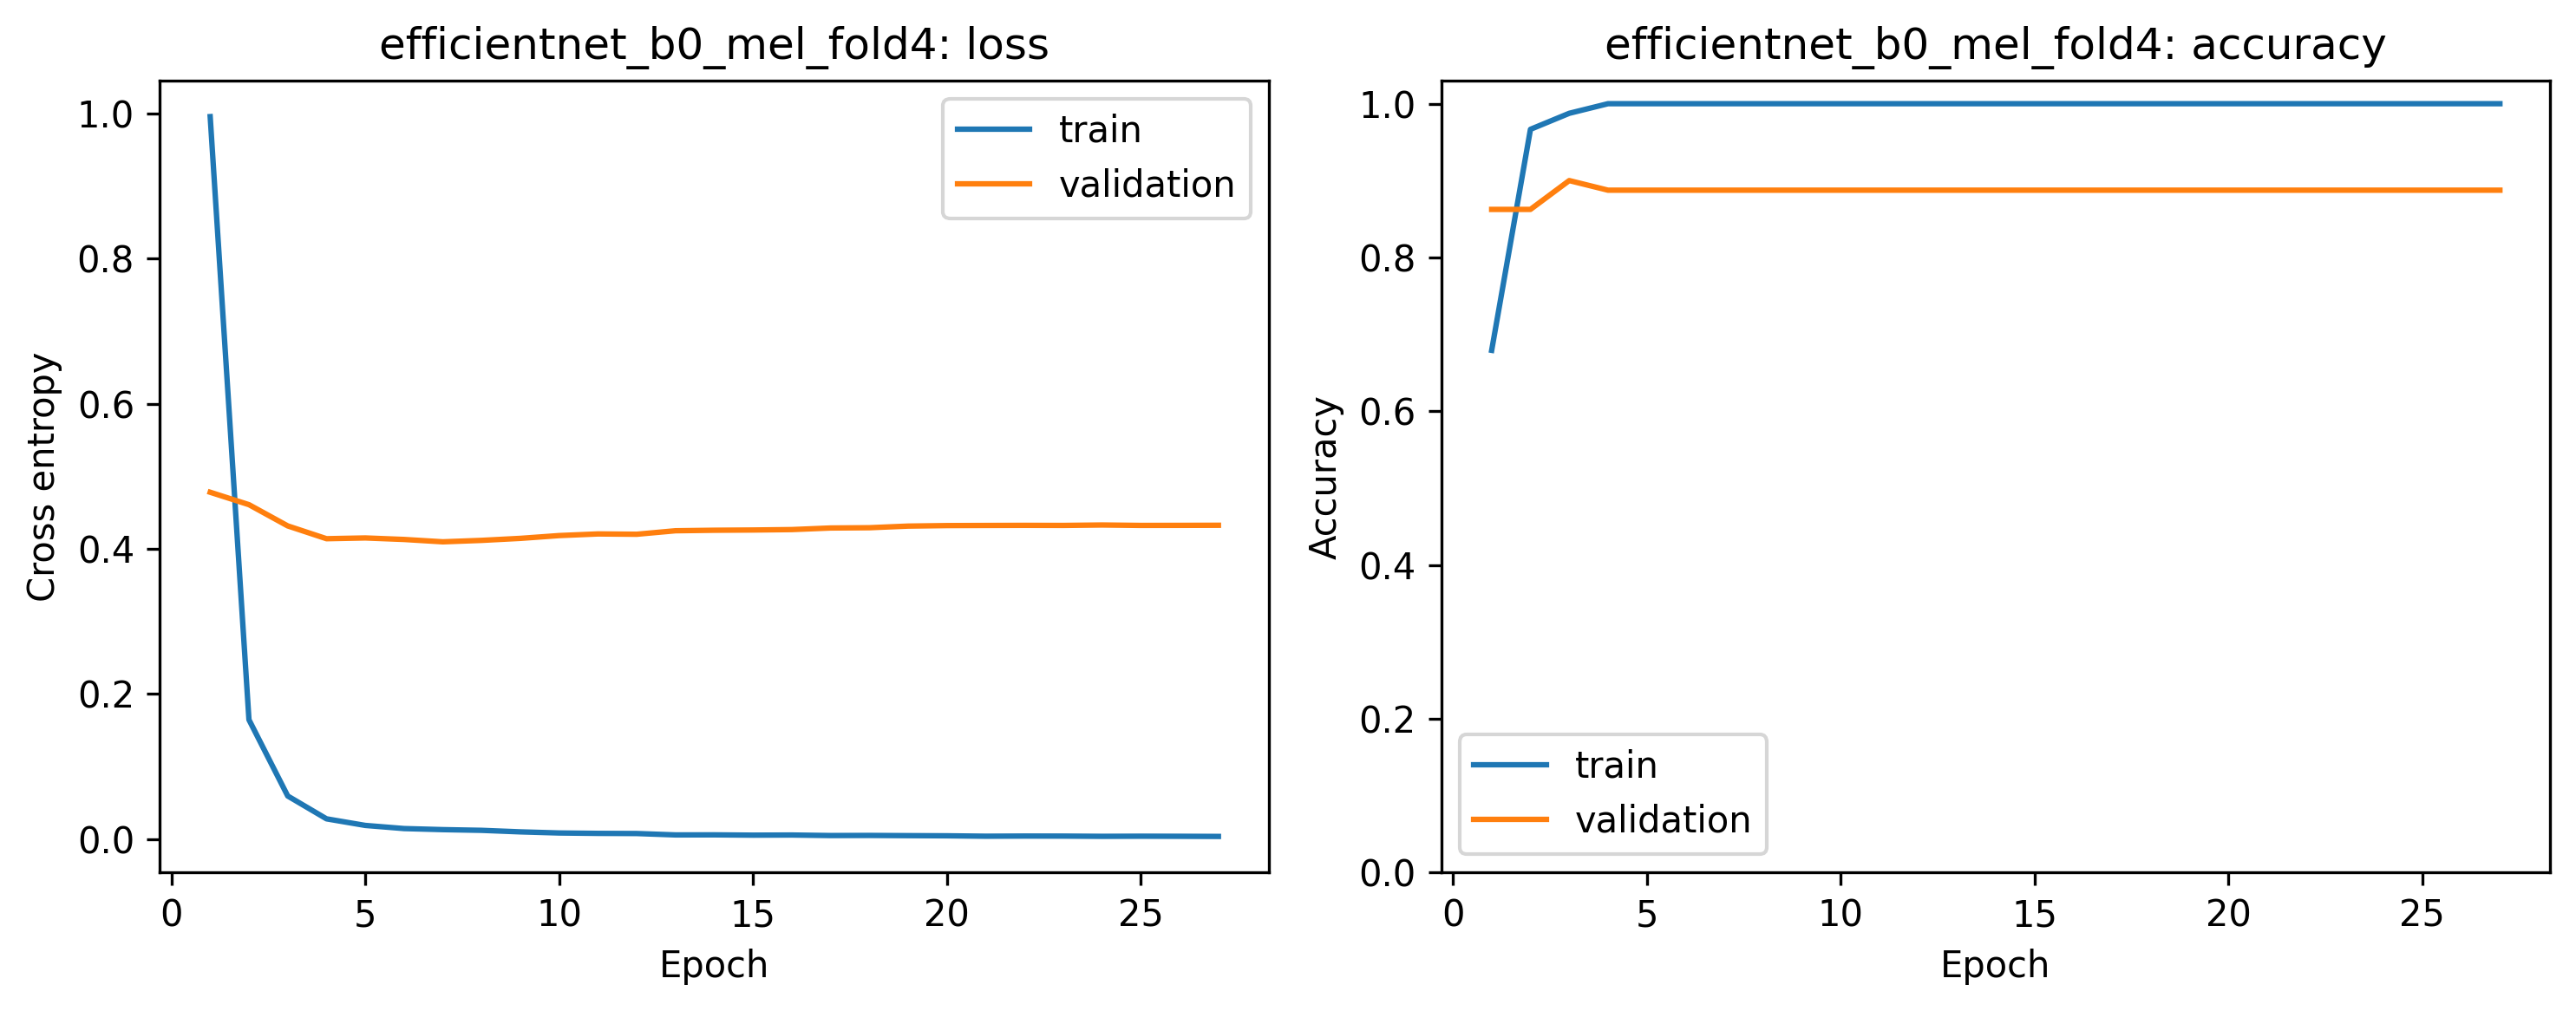 efficientnet_b0_mel_fold4: loss
1.0
0.8
0.6
0.4
0.2
0.0
Cross entropy
train
validation
0 5 10 15 20 25
Epoch
efficientnet_b0_mel_fold4: accuracy
1.0
0.8
0.6
0.4
0.2
0.0
Accuracy
train
validation
0 5 10 15 20 25
Epoch